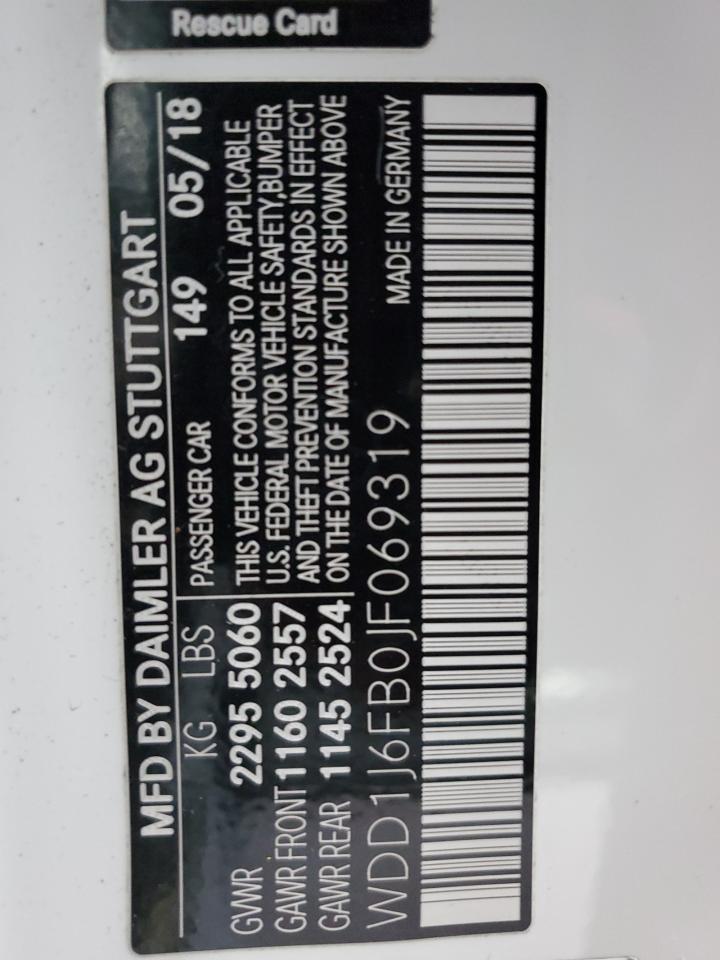 Rescue Card
MFD BY DAIMLER AG STUTTGART
KG LBS PASSENGER CAR 149 05/18
GVWR 2295 5060 THIS VEHICLE CONFORMS TO ALL APPLICABLE
U.S. FEDERAL MOTOR VEHICLE SAFETY,BUMPER
GAWR FRONT 1160 2557 AND THEFT PREVENTION STANDARDS IN EFFECT
GAWR REAR 1145 2524 ON THE DATE OF MANUFACTURE SHOWN ABOVE
WDD1J6FB0JF069319 MADE IN GERMANY